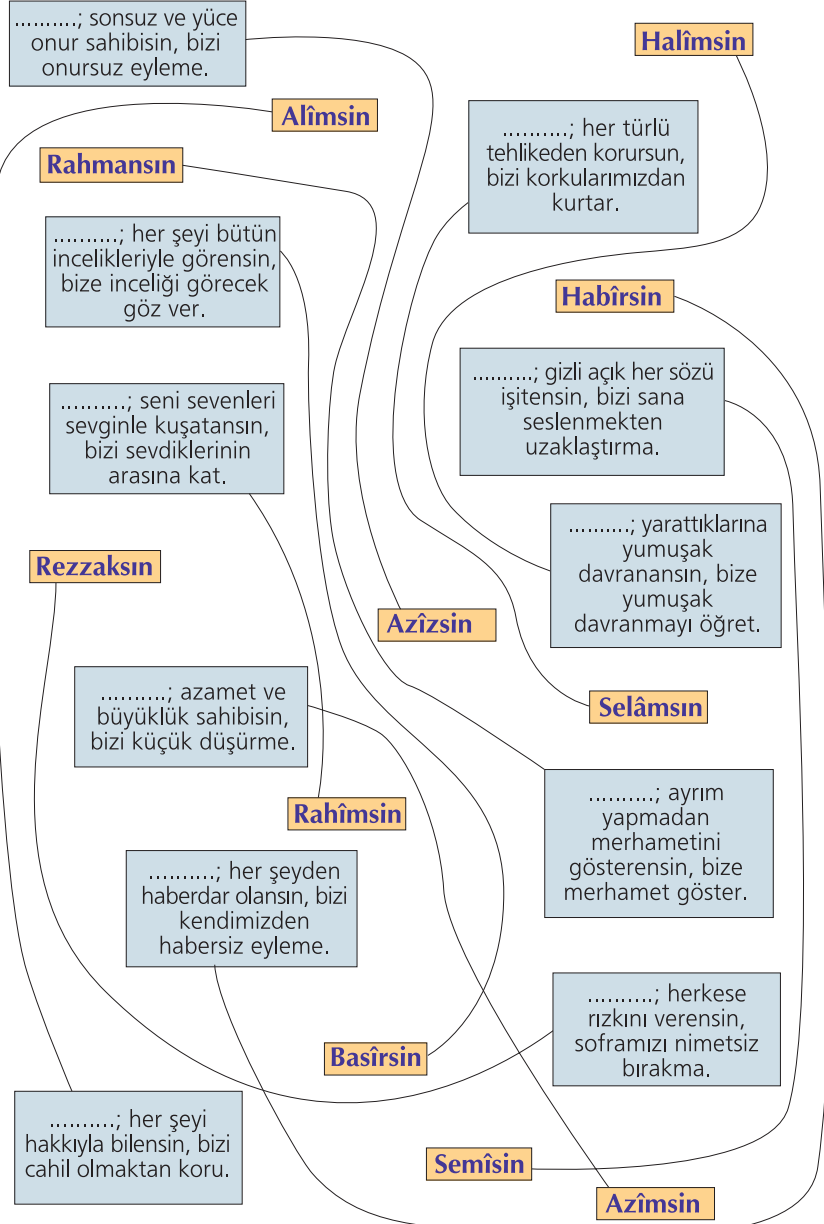 ..........; sonsuz ve yüce
onur sahibisin, bizi
onursuz eyleme.
Halîmsin
Alîmsin
..........; her türlü
tehlikeden korursun,
bizi korkularımızdan
kurtar.
Rahmansın
..........; her şeyi bütün
incelikleriyle görensin,
bize inceliği görecek
göz ver.
Habîrsin
..........; gizli açık her sözü
işitensin, bizi sana
seslenmekten
uzaklaştırma.
..........; seni sevenleri
sevginle kuşatansın,
bizi sevdiklerinin
arasına kat.
..........; yarattıklarına
yumuşak
davranansın, bize
yumuşak
davranmayı öğret.
Rezzaksın
Azîzsin
..........; azamet ve
büyüklük sahibisin,
bizi küçük düşürme.
Selâmsın
Rahîmsin
..........; ayrım
yapmadan
merhametini
gösterensin, bize
merhamet göster.
..........; her şeyden
haberdar olansın, bizi
kendimizden
habersiz eyleme.
..........; herkese
rızkını verensin,
soframızı nimetsiz
bırakma.
Basîrsin
..........; her şeyi
hakkıyla bilensin, bizi
cahil olmaktan koru.
Semîsin
Azîmsin